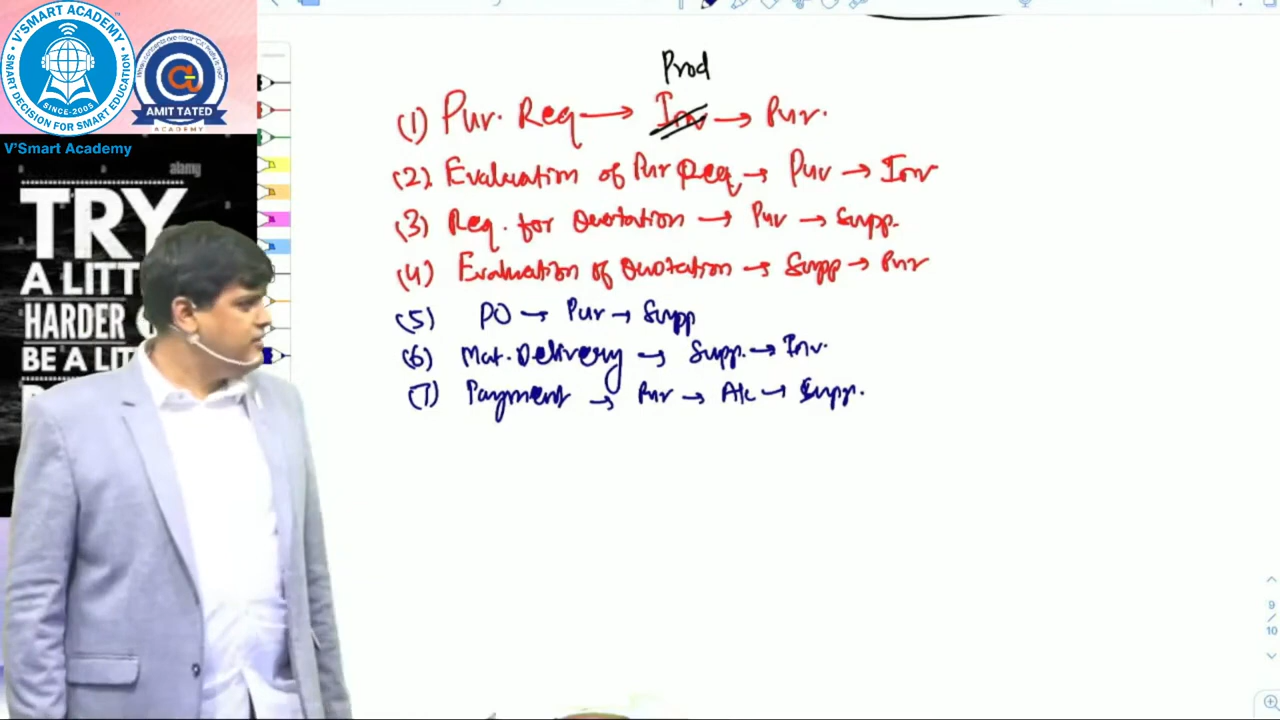 V'SMART ACADEMY
SMART DECISION FOR SMART EDUCATION
SINCE-2005
AMIT TATED
ACADEMY
V'Smart Academy
alamy
TRY
A LITT
HARDER
BE A LIT
Prod
(1) Pur. Req → Inv → Pur.
(2). Evaluation of Pur Req → Pur → Inv
(3) Req. for Quotation → Pur → Supp.
(4) Evaluation of Quotation → Supp → Pur
(5) PO → Pur → Supp
(6) Mat. Delivery → Supp. → Inv.
(7) Payment → Pur → A/c → Supp.
9
/
10